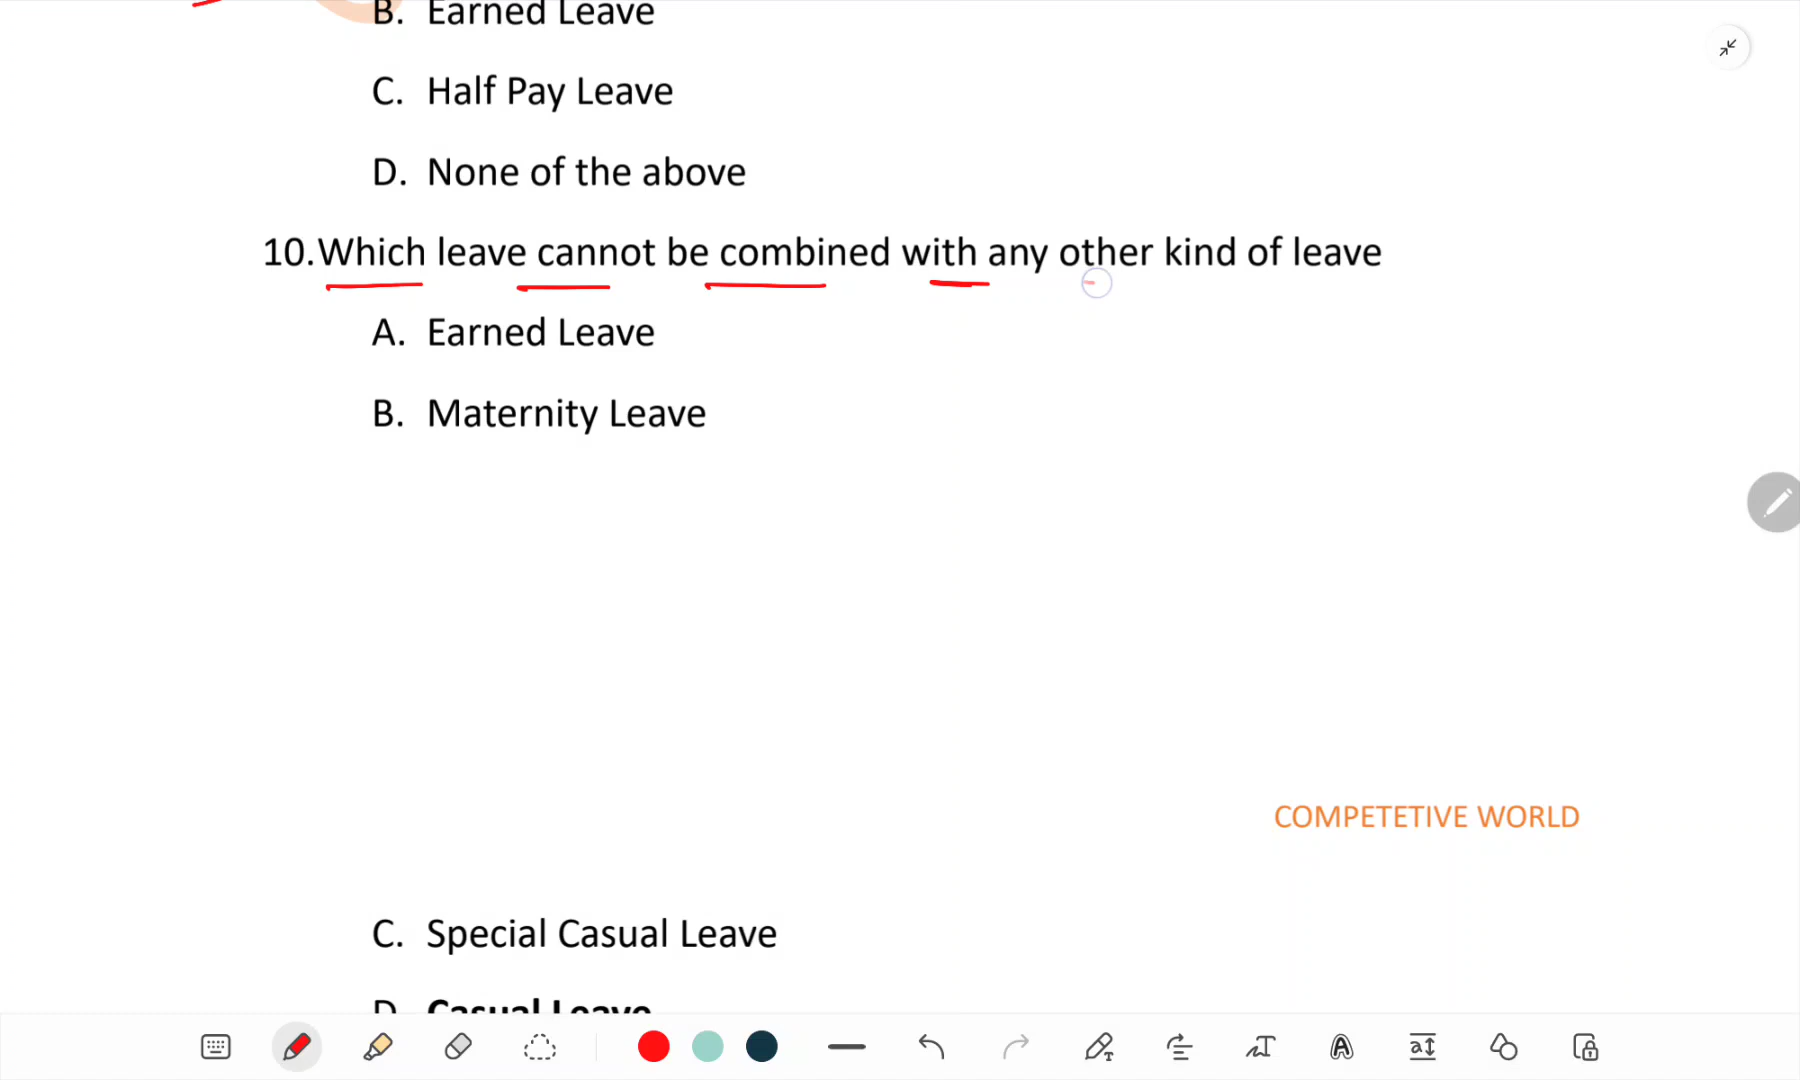 B. Earned Leave
C. Half Pay Leave
D. None of the above
10.Which leave cannot be combined with any other kind of leave
A. Earned Leave
B. Maternity Leave
COMPETETIVE WORLD
C. Special Casual Leave
D. Casual Leave